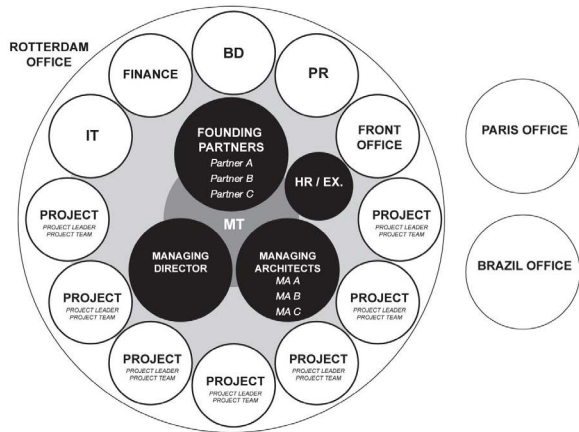 ROTTERDAM
OFFICE
BD
FINANCE
PR
IT
FRONT
OFFICE
FOUNDING
PARTNERS
Partner A
Partner B
Partner C
HR / EX.
MT
MANAGING
DIRECTOR
MANAGING
ARCHITECTS
MA A
MA B
MA C
PROJECT
PROJECT LEADER
PROJECT TEAM
PROJECT
PROJECT LEADER
PROJECT TEAM
PROJECT
PROJECT LEADER
PROJECT TEAM
PROJECT
PROJECT LEADER
PROJECT TEAM
PROJECT
PROJECT LEADER
PROJECT TEAM
PROJECT
PROJECT LEADER
PROJECT TEAM
PROJECT
PROJECT LEADER
PROJECT TEAM
PARIS OFFICE
BRAZIL OFFICE